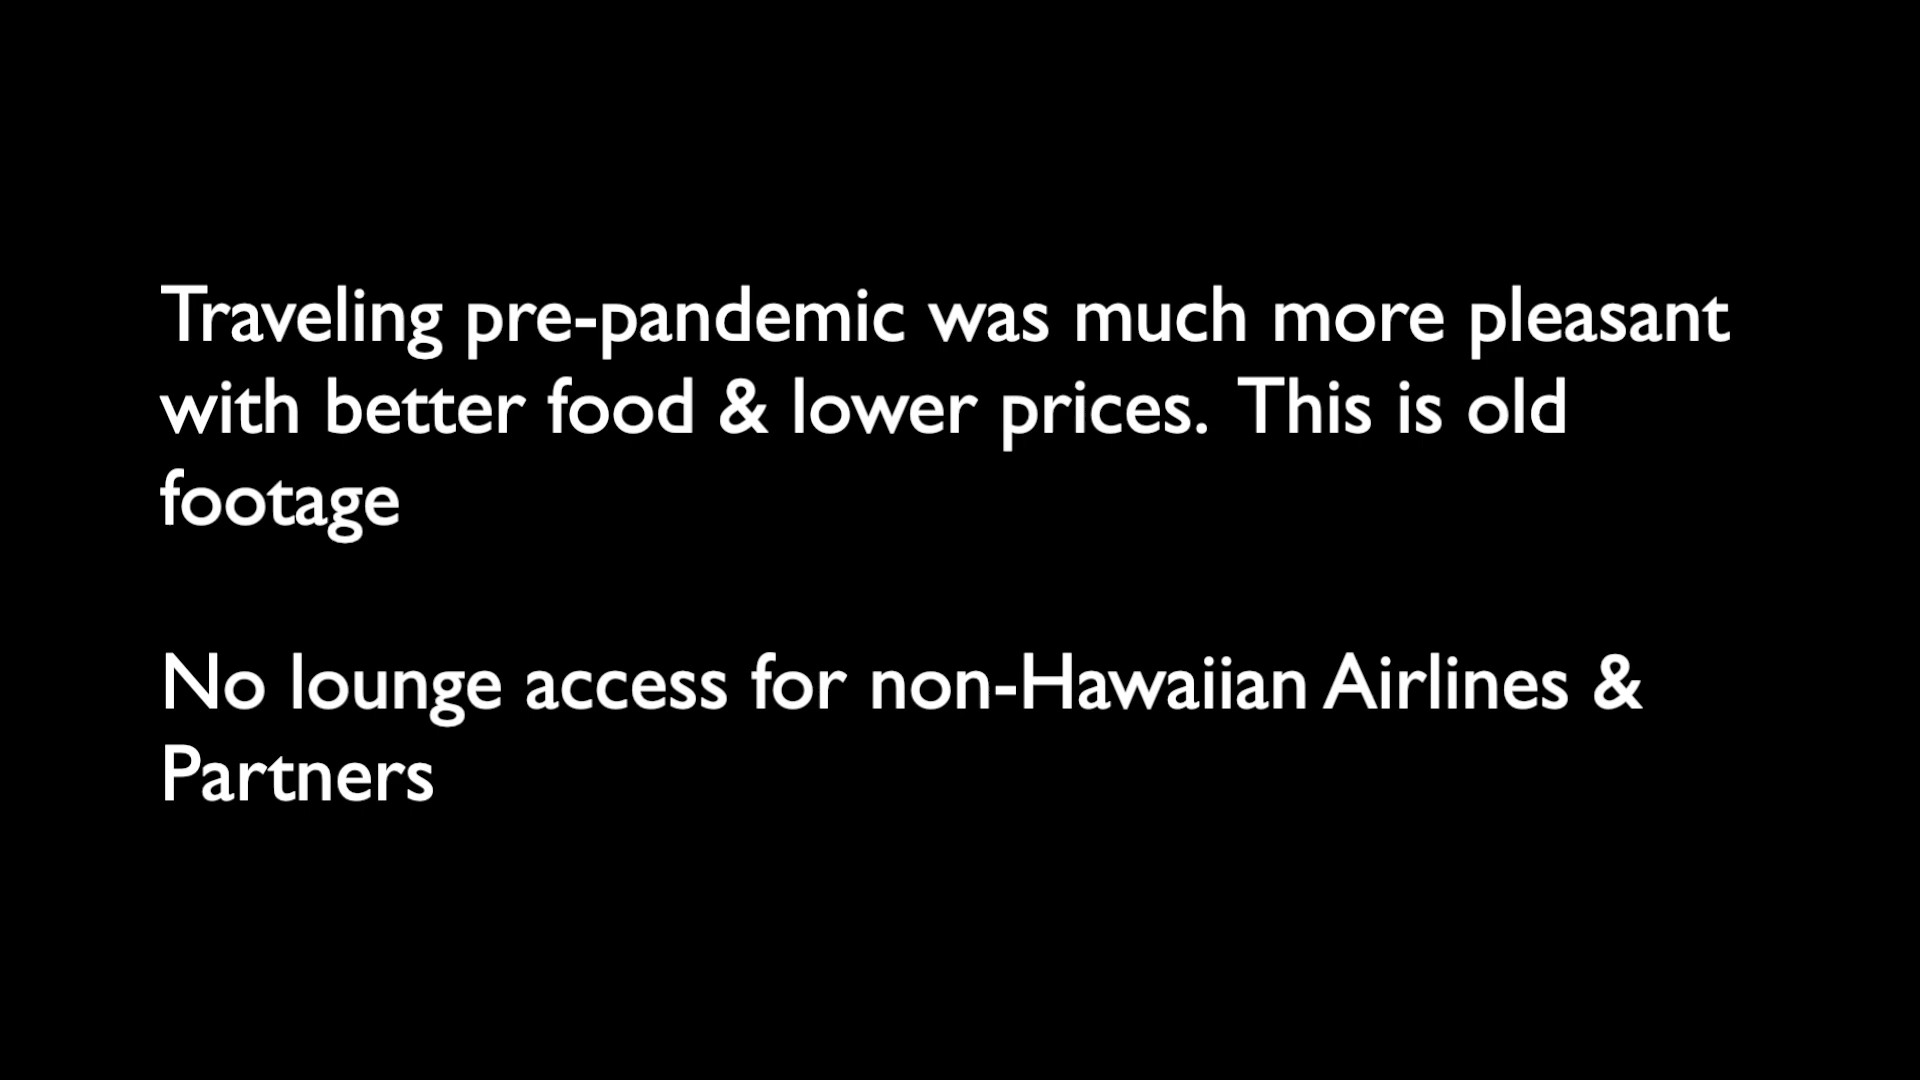 Traveling pre-pandemic was much more pleasant
with better food & lower prices. This is old
footage
No lounge access for non-Hawaiian Airlines &
Partners